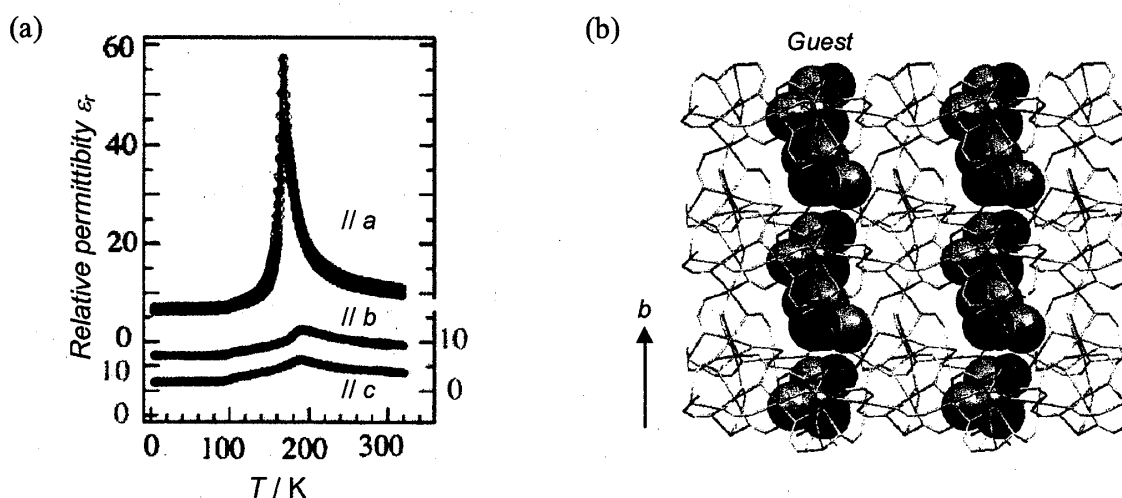 (a)
60
40
20
0
10
0
10
0
// a
// b
// c
Relative permittibity εr
0 100 200 300
T / K
(b)
Guest
b